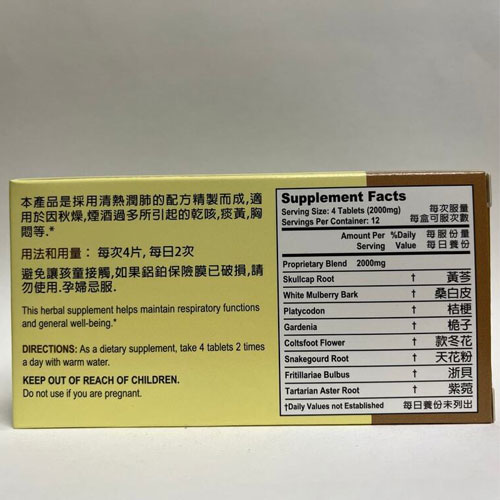 本產品是採用清熱潤肺的配方精製而成,適
用於因秋燥,煙酒過多所引起的乾咳,痰黃,胸
悶等.*
用法和用量: 每次4片, 每日2次
避免讓孩童接觸,如果鋁鉑保險膜已破損,請
勿使用.孕婦忌服.
This herbal supplement helps maintain respiratory functions
and general well-being.*
DIRECTIONS: As a dietary supplement, take 4 tablets 2 times
a day with warm water.
KEEP OUT OF REACH OF CHILDREN.
Do not use if you are pregnant.
Supplement Facts
Serving Size: 4 Tablets (2000mg) 每次服量
Servings Per Container: 12 每盒可服次數
Amount Per %Daily 每服份量
Serving Value 每日養份
Proprietary Blend 2000mg
Skullcap Root † 黃芩
White Mulberry Bark † 桑白皮
Platycodon † 桔梗
Gardenia † 梔子
Coltsfoot Flower † 款冬花
Snakegourd Root † 天花粉
Fritillariae Bulbus † 浙貝
Tartarian Aster Root † 紫菀
†Daily Values not Established 每日養份未列出